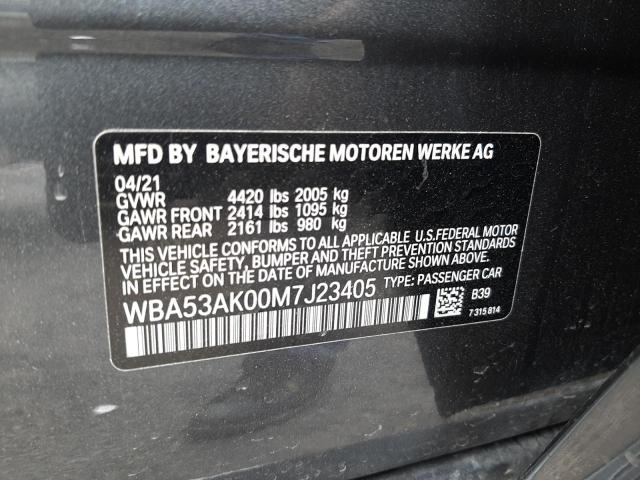 MFD BY BAYERISCHE MOTOREN WERKE AG
04/21
GVWR 4420 lbs 2005 kg
GAWR FRONT 2414 lbs 1095 kg
GAWR REAR 2161 lbs 980 kg
THIS VEHICLE CONFORMS TO ALL APPLICABLE U.S.FEDERAL MOTOR
VEHICLE SAFETY, BUMPER AND THEFT PREVENTION STANDARDS
IN EFFECT ON THE DATE OF MANUFACTURE SHOWN ABOVE.
WBA53AK00M7J23405 TYPE: PASSENGER CAR
B39
7 315 814